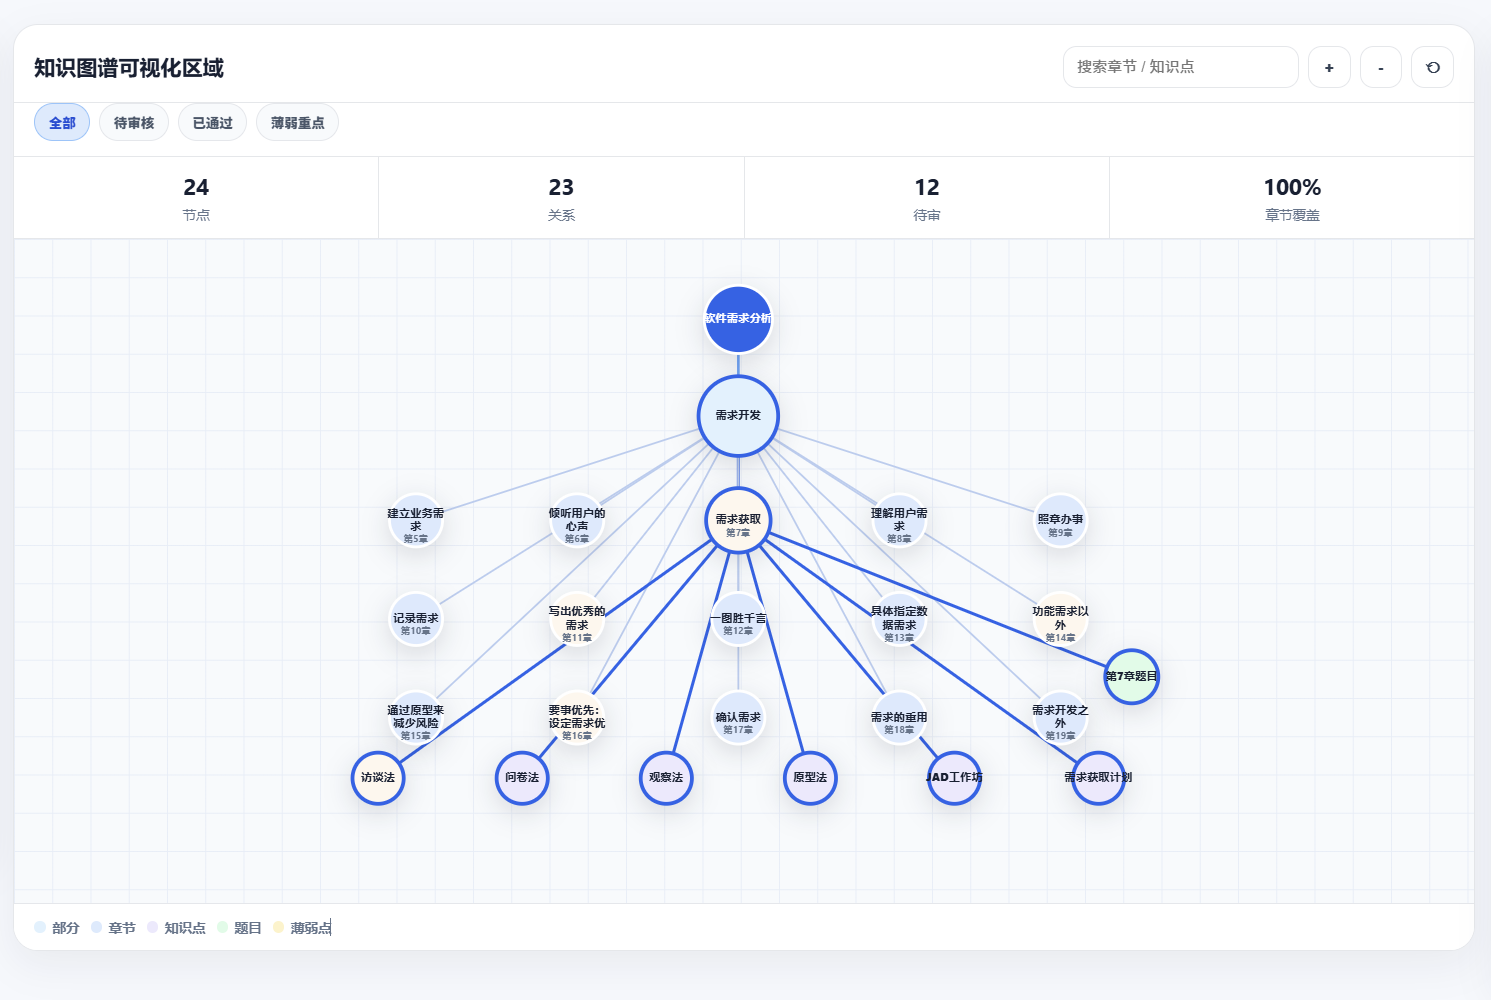 知识图谱可视化区域
搜索章节 / 知识点
+
-
全部
待审核
已通过
薄弱重点
24
节点
23
关系
12
待审
100%
章节覆盖
软件需求分析
需求开发
建立业务需
求
第5章
倾听用户的
心声
第6章
需求获取
第7章
理解用户需
求
第8章
照章办事
第9章
记录需求
第10章
写出优秀的
需求
第11章
一图胜千言
第12章
具体指定数
据需求
第13章
功能需求以
外
第14章
第7章题目
通过原型来
减少风险
第15章
要事优先：
设定需求优
第16章
确认需求
第17章
需求的重用
第18章
需求开发之
外
第19章
访谈法
问卷法
观察法
原型法
JAD工作坊
需求获取计划
部分
章节
知识点
题目
薄弱点